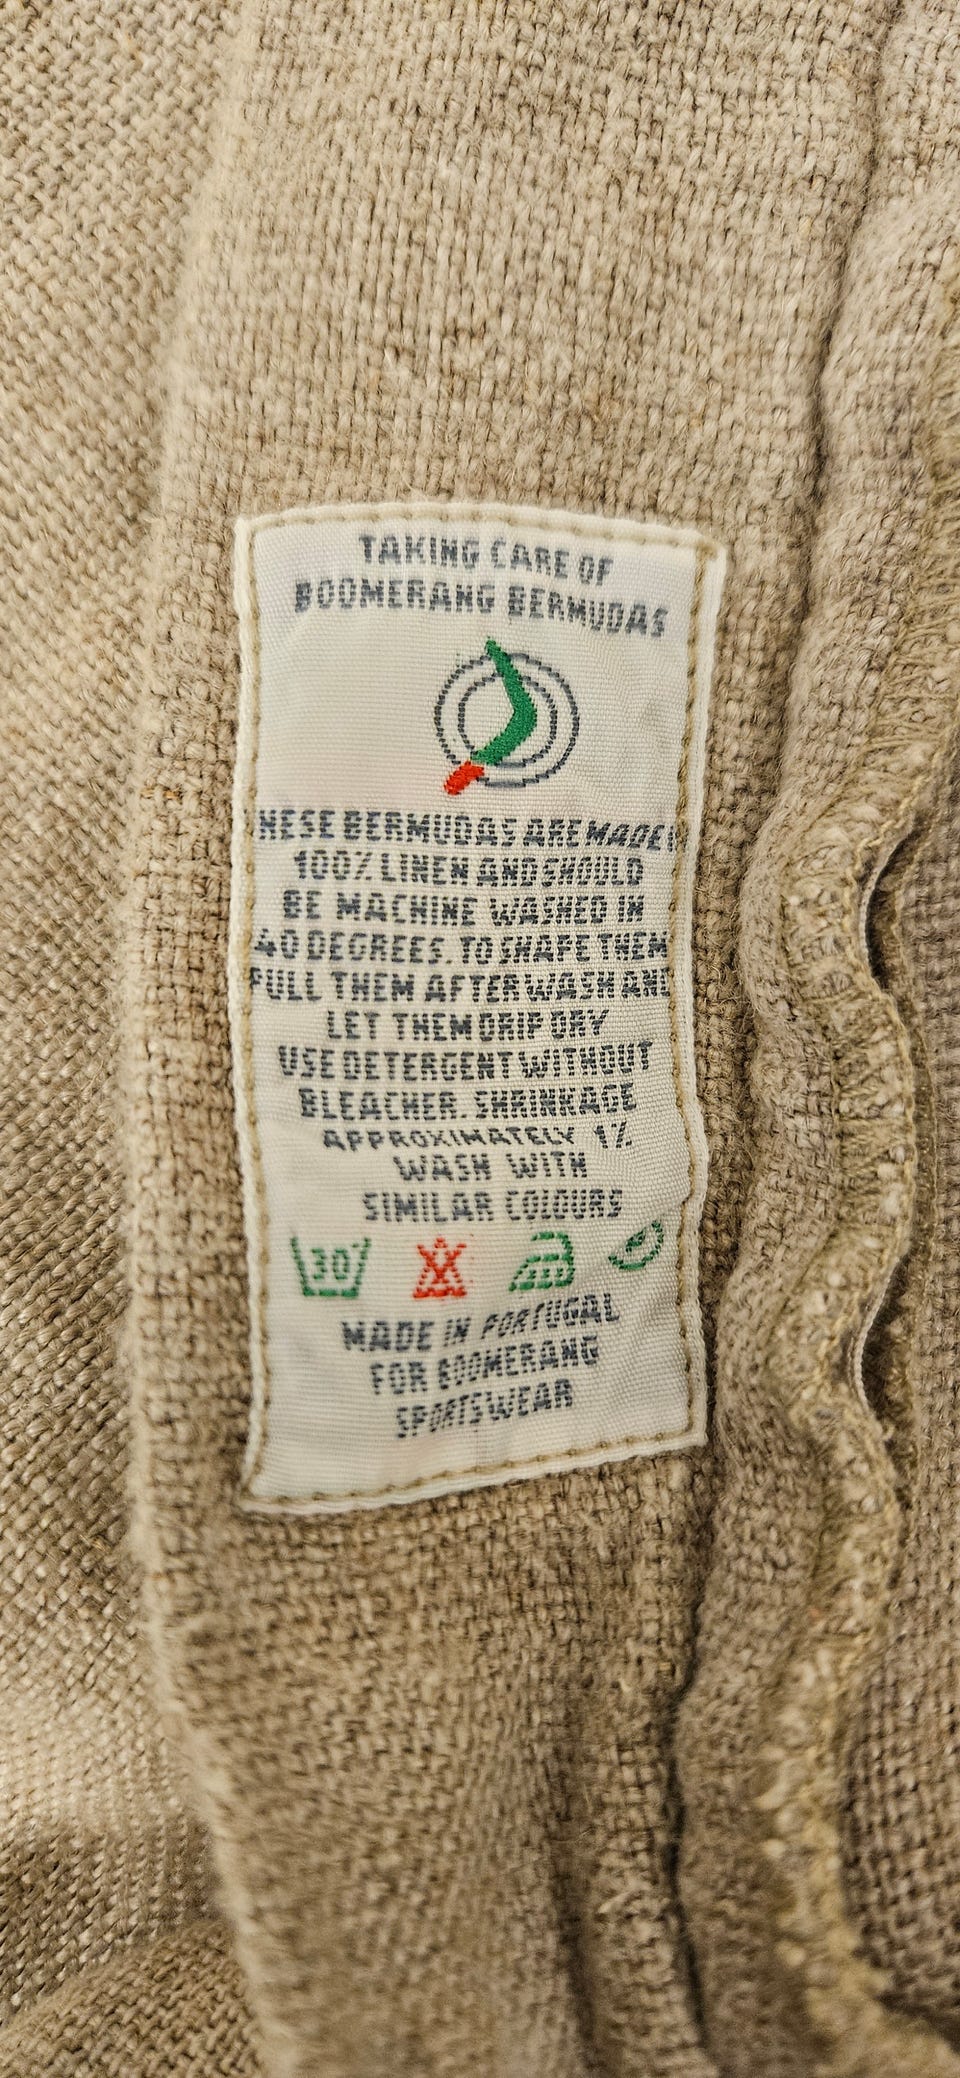 TAKING CARE OF
BOOMERANG BERMUDAS
HESE BERMUDAS ARE MADE
100% LINEN AND SHOULD
BE MACHINE WASHED IN
40 DEGREES. TO SHAPE THEM
PULL THEM AFTER WASH AND
LET THEM DRIP DRY
USE DETERGENT WITHOUT
BLEACHER. SHRINKAGE
APPROXIMATELY 1%
WASH WITH
SIMILAR COLOURS
30°
MADE IN PORTUGAL
FOR BOOMERANG
SPORTSWEAR